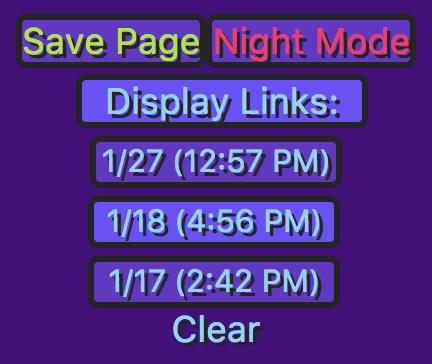 Save Page Night Mode
Display Links:
1/27 (12:57 PM)
1/18 (4:56 PM)
1/17 (2:42 PM)
Clear